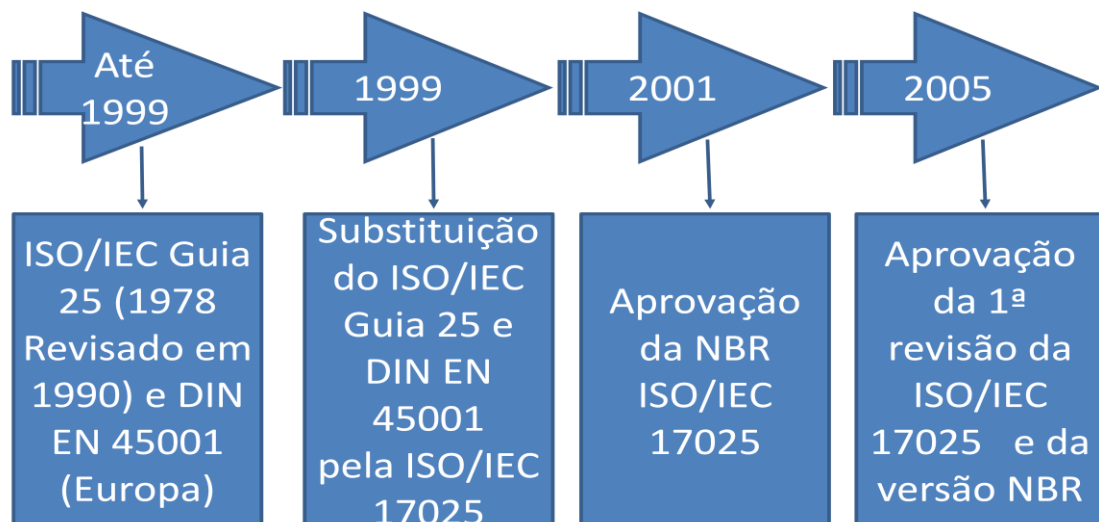 Até
1999
1999
2001
2005
ISO/IEC Guia
25 (1978
Revisado em
1990) e DIN
EN 45001
(Europa)
Substituição
do ISO/IEC
Guia 25 e
DIN EN
45001
pela ISO/IEC
17025
Aprovação
da NBR
ISO/IEC
17025
Aprovação
da 1ª
revisão da
ISO/IEC
17025 e da
versão NBR